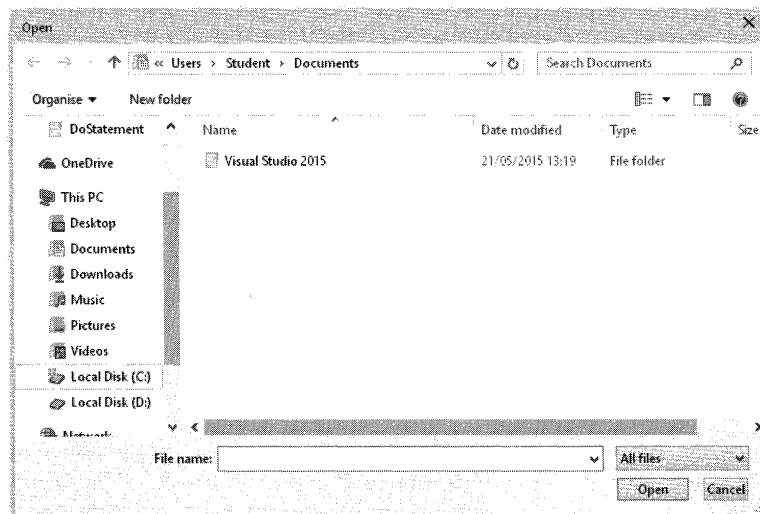 Open
« Users › Student › Documents
Search Documents
Organise
New folder
DoStatement
Name
Date modified
Type
Size
OneDrive
Visual Studio 2015
21/05/2015 13:19
File folder
This PC
Desktop
Documents
Downloads
Music
Pictures
Videos
Local Disk (C:)
Local Disk (D:)
Network
File name:
All files
Open
Cancel